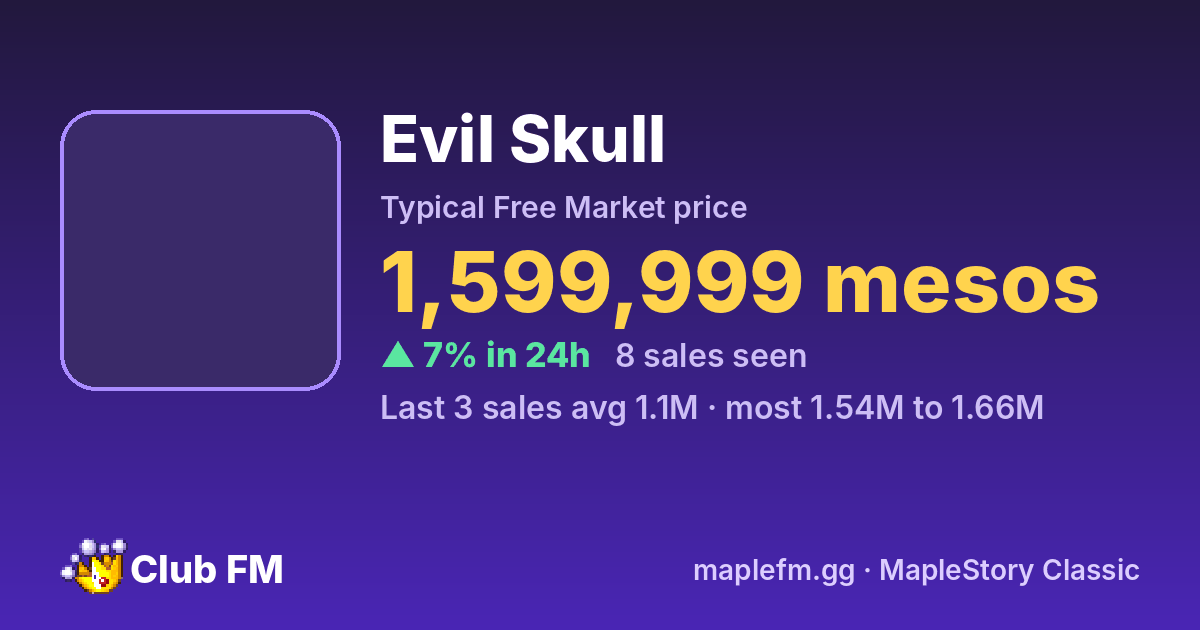 Evil Skull
Typical Free Market price
1,599,999 mesos
▲ 7% in 24h 8 sales seen
Last 3 sales avg 1.1M · most 1.54M to 1.66M
Club FM
maplefm.gg · MapleStory Classic